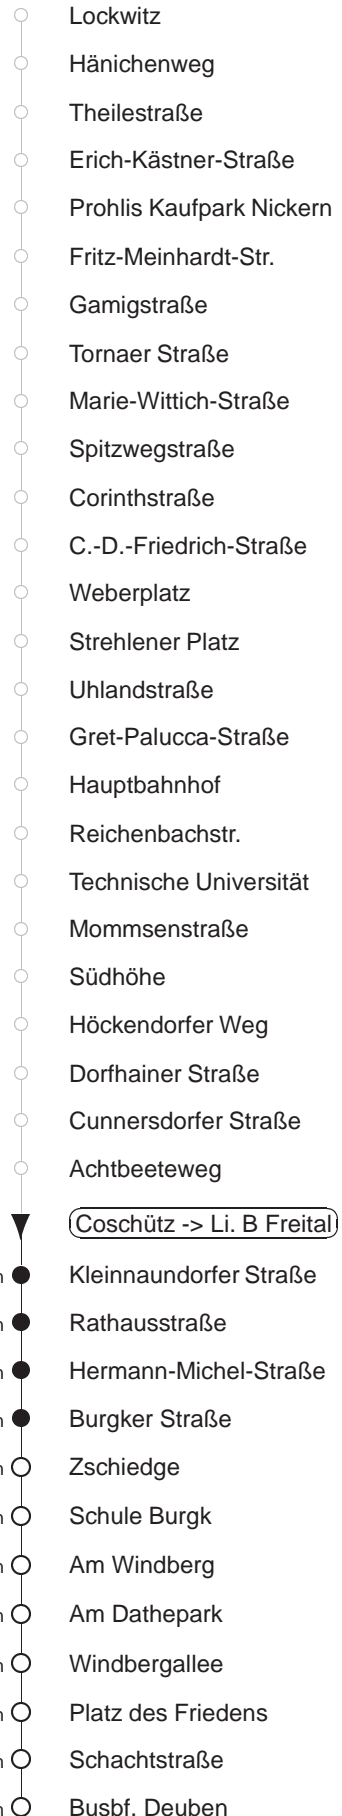 Lockwitz
Hänichenweg
Theilestraße
Erich-Kästner-Straße
Prohlis Kaufpark Nickern
Fritz-Meinhardt-Str.
Gamigstraße
Tornaer Straße
Marie-Wittich-Straße
Spitzwegstraße
Corinthstraße
C.-D.-Friedrich-Straße
Weberplatz
Strehlener Platz
Uhlandstraße
Gret-Palucca-Straße
Hauptbahnhof
Reichenbachstr.
Technische Universität
Mommsenstraße
Südhöhe
Höckendorfer Weg
Dorfhainer Straße
Cunnersdorfer Straße
Achtbeeteweg
Coschütz -> Li. B Freital
Kleinnaundorfer Straße
Rathausstraße
Hermann-Michel-Straße
Burgker Straße
Zschiedge
Schule Burgk
Am Windberg
Am Dathepark
Windbergallee
Platz des Friedens
Schachtstraße
Busbf. Deuben